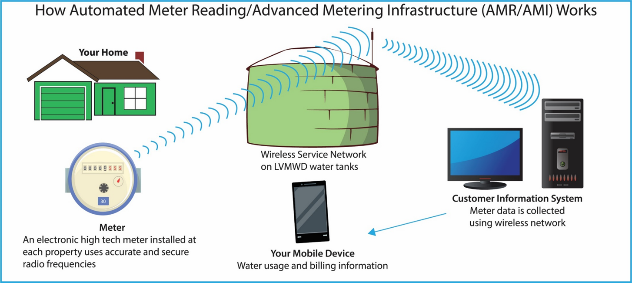 How Automated Meter Reading/Advanced Metering Infrastructure (AMR/AMI) Works
Your Home
Wireless Service Network
on LVMWD water tanks
Customer Information System
Meter data is collected
using wireless network
Meter
An electronic high tech meter installed at
each property uses accurate and secure
radio frequencies
Your Mobile Device
Water usage and billing information